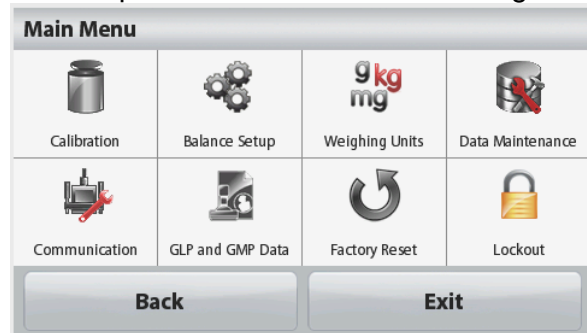 Main Menu
g kg
mg
Calibration
Balance Setup
Weighing Units
Data Maintenance
Communication
GLP and GMP Data
Factory Reset
Lockout
Back
Exit